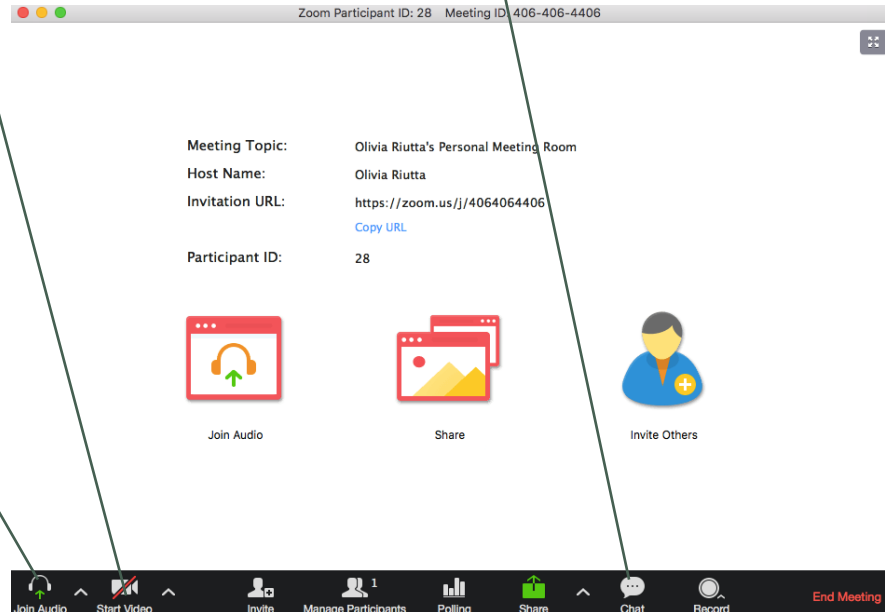 Zoom Participant ID: 28 Meeting ID: 406-406-4406
Meeting Topic: Olivia Riutta's Personal Meeting Room
Host Name: Olivia Riutta
Invitation URL: https://zoom.us/j/4064064406
Copy URL
Participant ID: 28
Join Audio Share Invite Others
1
Join Audio Start Video Invite Manage Participants Polling Share Chat Record End Meeting